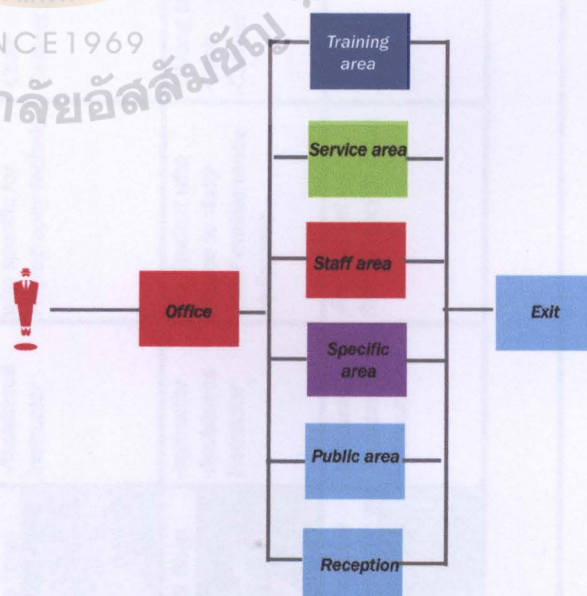 NCE1969
าลัยอัสสัมชัญ
Training
area
Service area
Staff area
Office
Exit
Specific
area
Public area
Reception